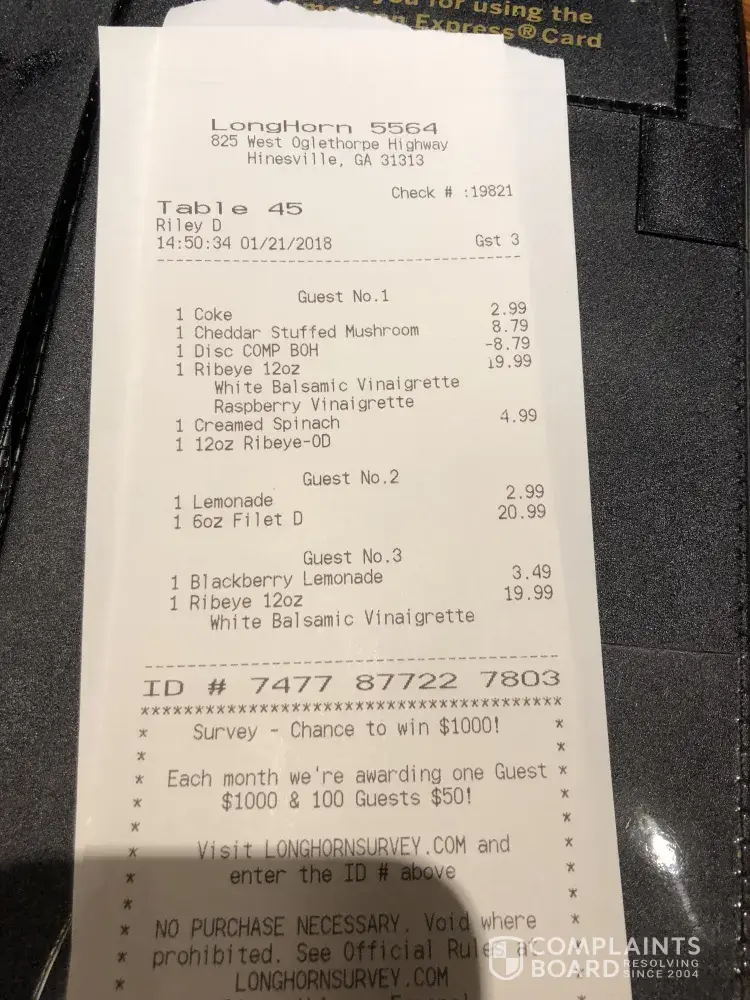 you for using the
Express® Card
LongHorn 5564
825 West Oglethorpe Highway
Hinesville, GA 31313
Check # :19821
Table 45
Riley D
14:50:34 01/21/2018 Gst 3
Guest No.1
1 Coke 2.99
1 Cheddar Stuffed Mushroom 8.79
1 Disc COMP BOH -8.79
1 Ribeye 12oz 19.99
White Balsamic Vinaigrette
Raspberry Vinaigrette
1 Creamed Spinach 4.99
1 12oz Ribeye-OD
Guest No.2
1 Lemonade 2.99
1 6oz Filet D 20.99
Guest No.3
1 Blackberry Lemonade 3.49
1 Ribeye 12oz 19.99
White Balsamic Vinaigrette
ID # 7477 87722 7803
******************************************
* Survey - Chance to win $1000! *
* *
* Each month we're awarding one Guest *
* $1000 & 100 Guests $50! *
* *
* Visit LONGHORNSURVEY.COM and *
* enter the ID # above *
* *
* NO PURCHASE NECESSARY. Void where *
* prohibited. See Official Rules at *
* LONGHORNSURVEY.COM *
COMPLAINTS
BOARD RESOLVING
SINCE 2004